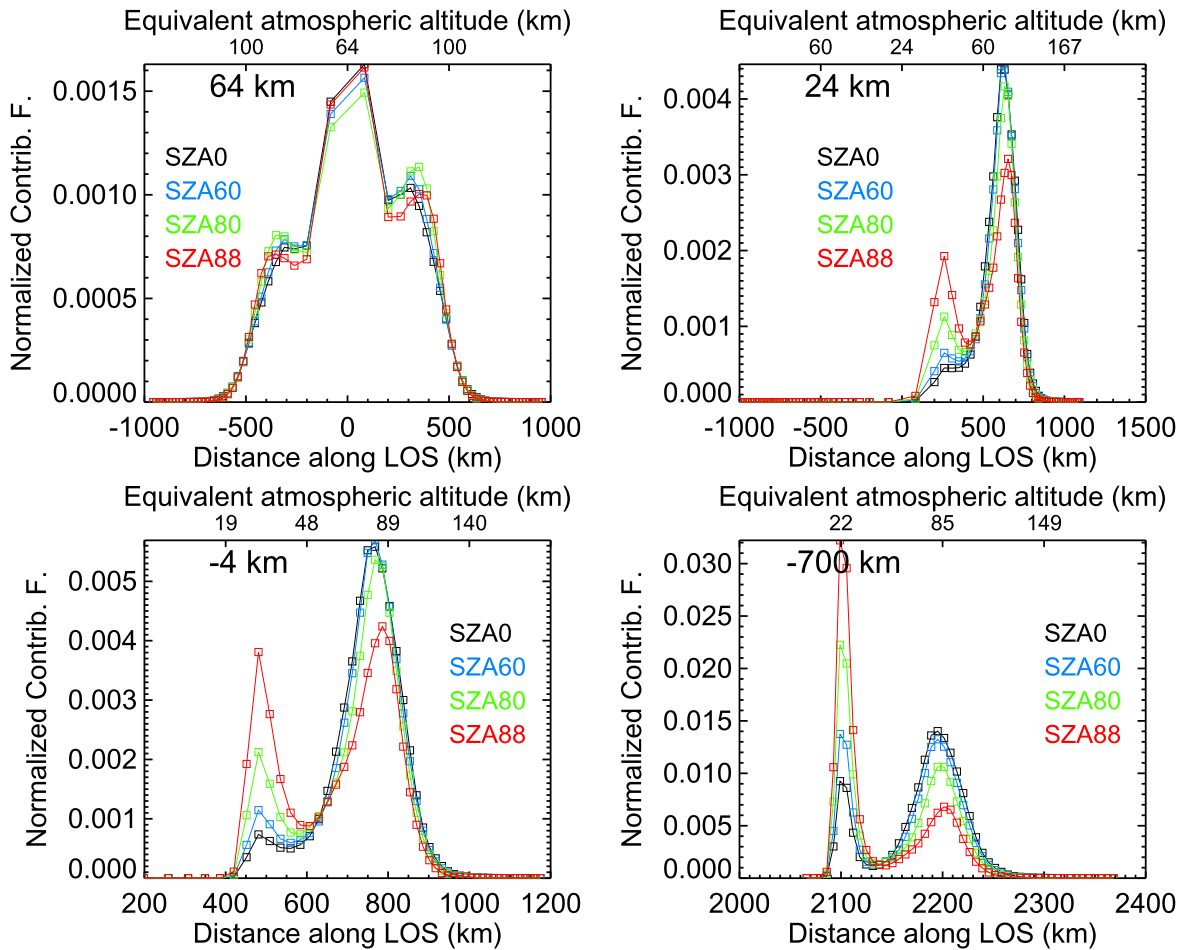 Equivalent atmospheric altitude (km)
100 64 100
64 km
Normalized Contrib. F.
0.0015
0.0010
0.0005
0.0000
SZA0
SZA60
SZA80
SZA88
-1000 -500 0 500 1000
Distance along LOS (km)
Equivalent atmospheric altitude (km)
60 24 60 167
24 km
Normalized Contrib. F.
0.004
0.003
0.002
0.001
0.000
SZA0
SZA60
SZA80
SZA88
-1000 -500 0 500 1000 1500
Distance along LOS (km)
Equivalent atmospheric altitude (km)
19 48 89 140
-4 km
Normalized Contrib. F.
0.005
0.004
0.003
0.002
0.001
0.000
SZA0
SZA60
SZA80
SZA88
200 400 600 800 1000 1200
Distance along LOS (km)
Equivalent atmospheric altitude (km)
22 85 149
-700 km
Normalized Contrib. F.
0.030
0.025
0.020
0.015
0.010
0.005
0.000
SZA0
SZA60
SZA80
SZA88
2000 2100 2200 2300 2400
Distance along LOS (km)